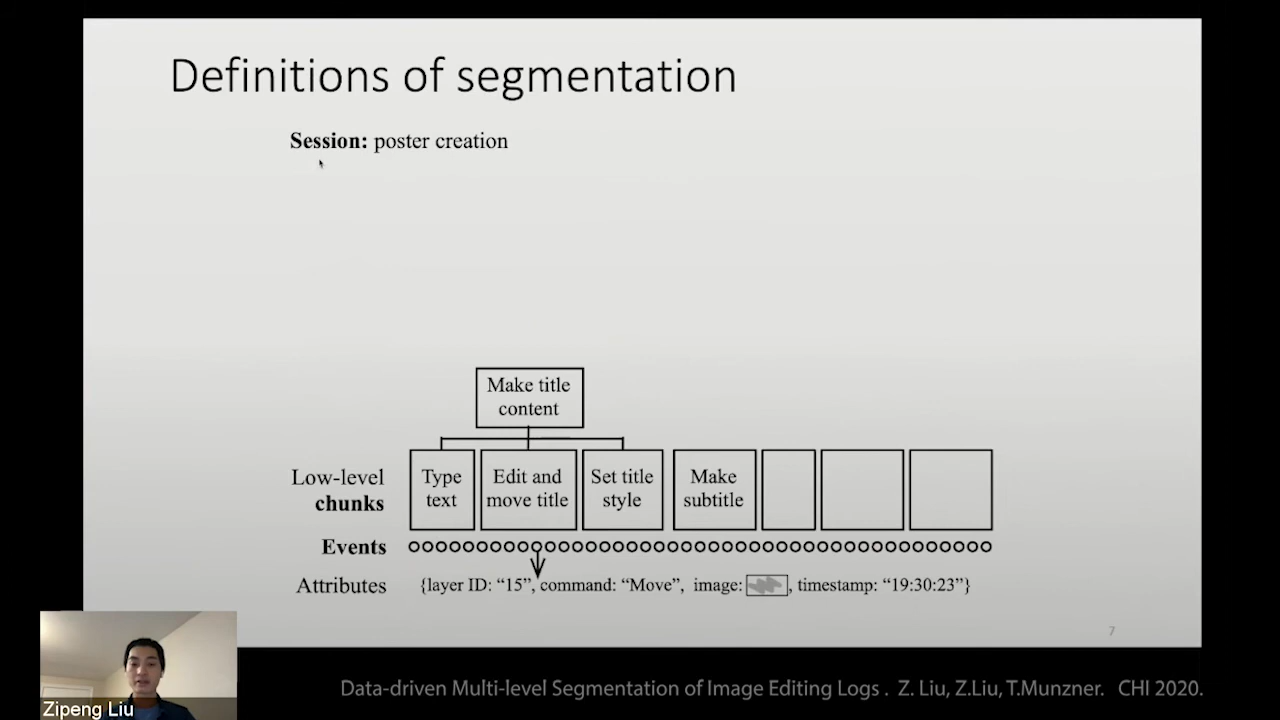 Definitions of segmentation
Session: poster creation
Make title
content
Low-level
chunks
Type
text
Edit and
move title
Set title
style
Make
subtitle
Events
Attributes
{layer ID: “15”, command: “Move”, image: , timestamp: “19:30:23”}
7
Zipeng Liu
Data-driven Multi-level Segmentation of Image Editing Logs . Z. Liu, Z.Liu, T.Munzner. CHI 2020.